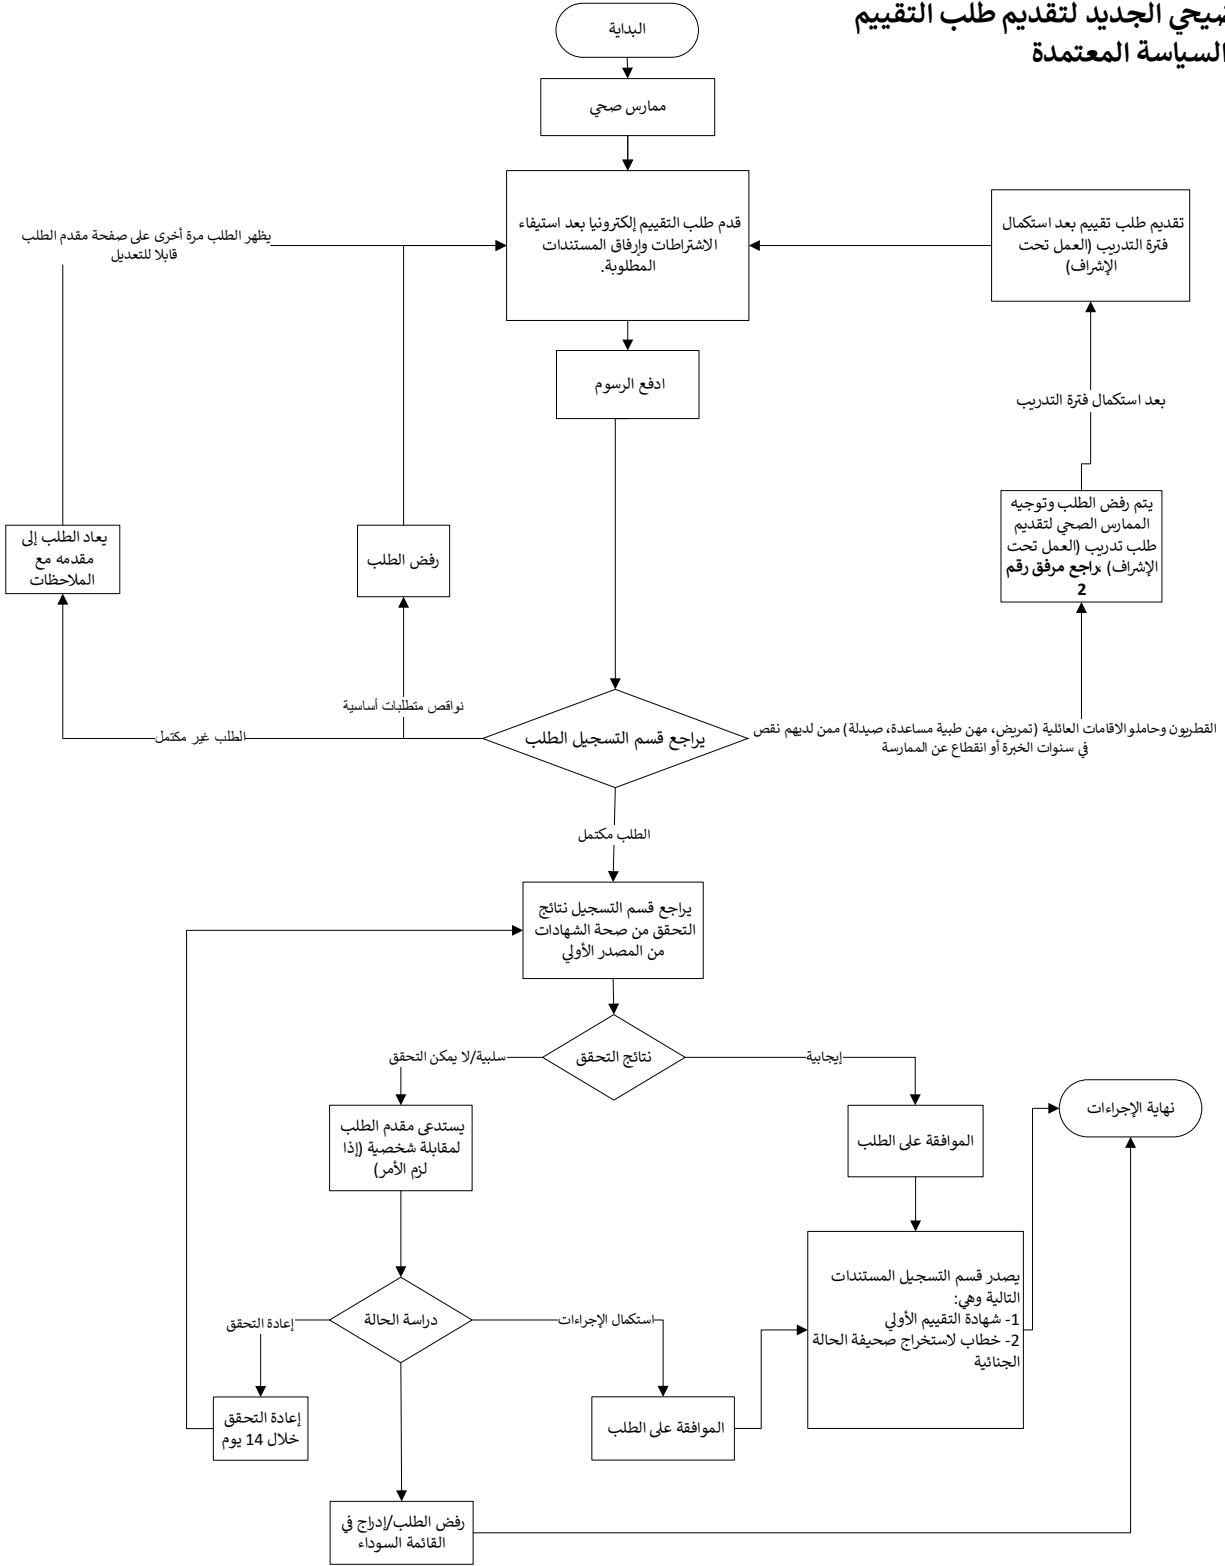 الجديد لتقديم طلب التقييم
السياسة المعتمدة
البداية
ممارس صحي
قدم طلب التقييم إلكترونيا بعد استيفاء
الاشتراطات وإرفاق المستندات
المطلوبة.
تقديم طلب تقييم بعد استكمال
فترة التدريب (العمل تحت
الإشراف)
يظهر الطلب مرة أخرى على صفحة مقدم الطلب
قابلا للتعديل
ادفع الرسوم
بعد استكمال فترة التدريب
يتم رفض الطلب وتوجيه
الممارس الصحي لتقديم
طلب تدريب (العمل تحت
الإشراف) ،راجع مرفق رقم
2
رفض الطلب
يعاد الطلب إلى
مقدمه مع
الملاحظات
القطريون وحاملو الاقامات العائلية (تمريض، مهن طبية مساعدة، صيدلة) ممن لديهم نقص
في سنوات الخبرة أو انقطاع عن الممارسة
يراجع قسم التسجيل الطلب
نواقص متطلبات أساسية
الطلب غير مكتمل
الطلب مكتمل
يراجع قسم التسجيل نتائج
التحقق من صحة الشهادات
من المصدر الأولي
نتائج التحقق
إيجابية
سلبية/لا يمكن التحقق
نهاية الإجراءات
الموافقة على الطلب
يستدعى مقدم الطلب
لمقابلة شخصية (إذا
لزم الأمر)
يصدر قسم التسجيل المستندات
التالية وهي:
1- شهادة التقييم الأولي
2- خطاب لاستخراج صحيفة الحالة
الجنائية
دراسة الحالة
استكمال الإجراءات
إعادة التحقق
الموافقة على الطلب
إعادة التحقق
خلال 14 يوم
رفض الطلب/إدراج في
القائمة السوداء